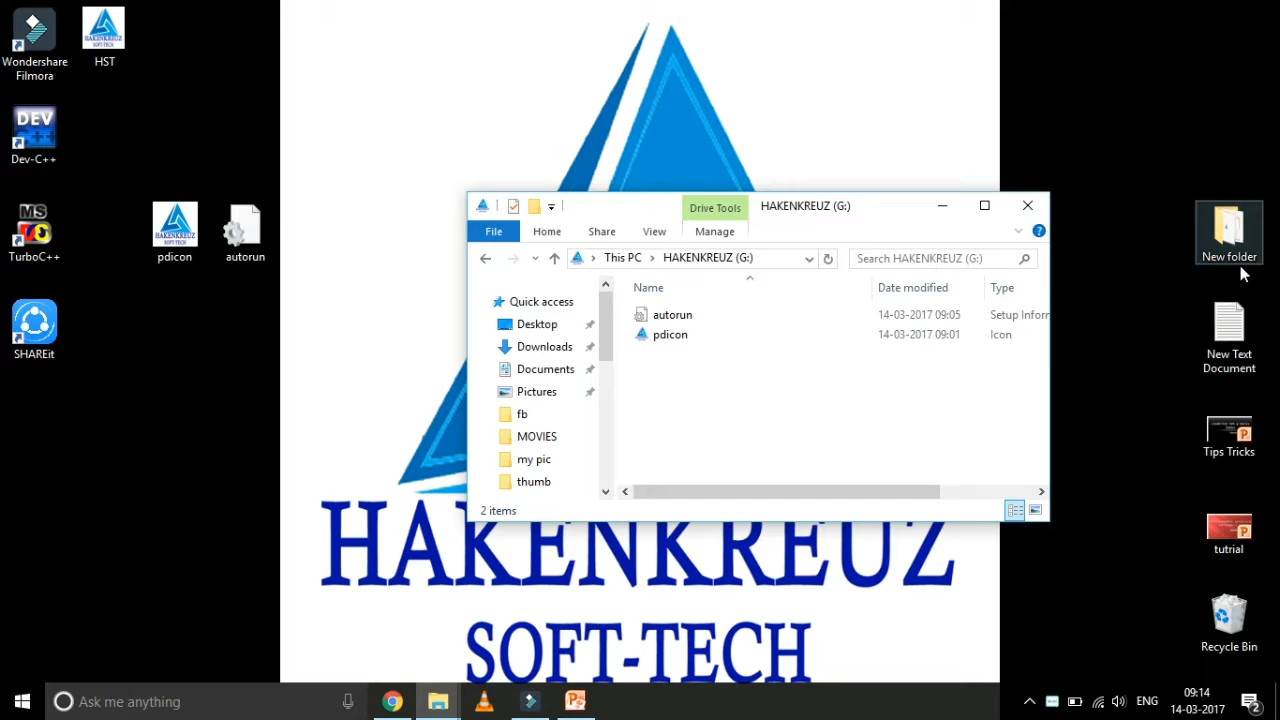 Wondershare
Filmora
HAKENKREUZ
SOFT-TECH
HST
DEV
C++
Dev-C++
MS
TurboC++
SHAREit
HAKENKREUZ
SOFT-TECH
pdicon
autorun
Drive Tools
HAKENKREUZ (G:)
File
Home
Share
View
Manage
This PC
HAKENKREUZ (G:)
Search HAKENKREUZ (G:)
Name
Date modified
Type
Quick access
Desktop
Downloads
Documents
Pictures
fb
MOVIES
my pic
thumb
autorun
14-03-2017 09:05
Setup Inform
pdicon
14-03-2017 09:01
Icon
2 items
HAKENKREUZ
SOFT-TECH
New folder
New Text
Document
Tips Tricks
tutrial
Recycle Bin
Ask me anything
ENG
09:14
14-03-2017
2